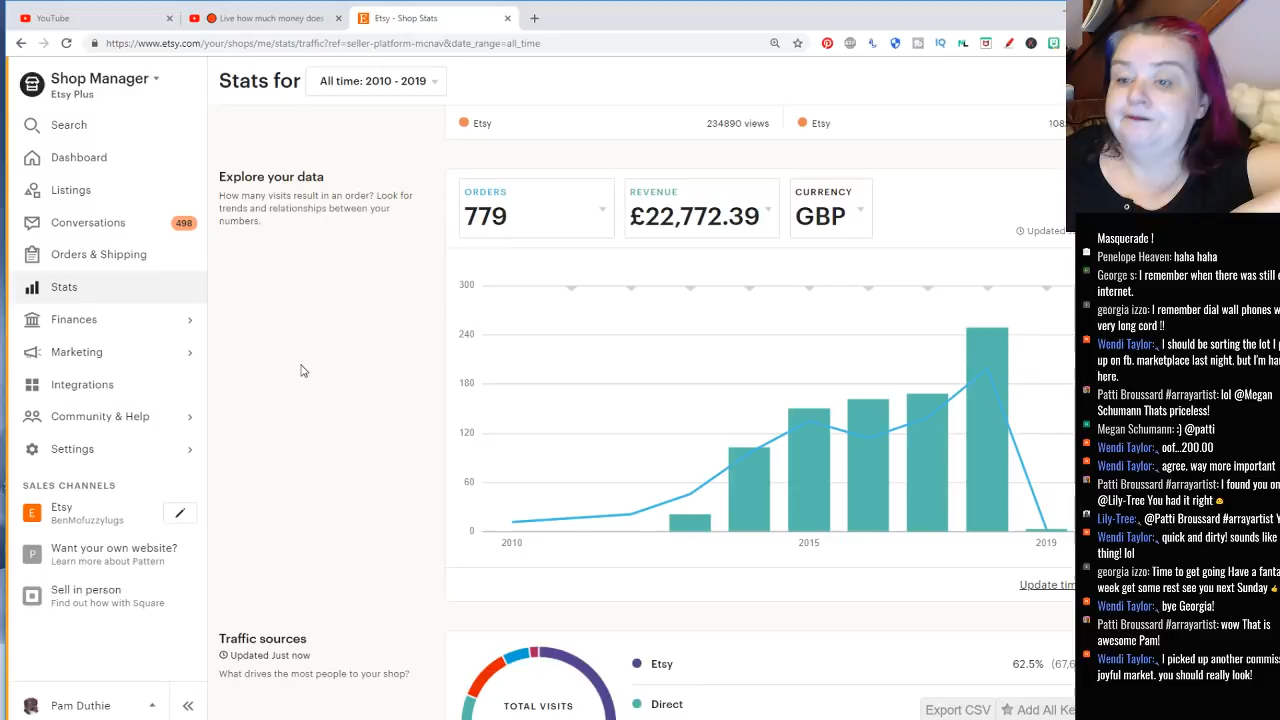 YouTube
Live how much money does
Etsy - Shop Stats
https://www.etsy.com/your/shops/me/stats/traffic?ref=seller-platform-mcnav&date_range=all_time
Shop Manager
Etsy Plus
Search
Dashboard
Listings
Conversations 498
Orders & Shipping
Stats
Finances
Marketing
Integrations
Community & Help
Settings
SALES CHANNELS
Etsy
BenMofuzzylugs
Want your own website?
Learn more about Pattern
Sell in person
Find out how with Square
Pam Duthie
Stats for All time: 2010 - 2019
Etsy 234890 views
Etsy 108
Explore your data
How many visits result in an order? Look for
trends and relationships between your
numbers.
ORDERS
779
REVENUE
£22,772.39
CURRENCY
GBP
Updated
300
240
180
120
60
0
2010 2015 2019
Update tim
Traffic sources
Updated Just now
What drives the most people to your shop?
TOTAL VISITS
Etsy 62.5% (67,6
Direct
Export CSV Add All Ke
Masquerade !
Penelope Heaven: haha haha
George s: I remember when there was still
internet.
georgia izzo: I remember dial wall phones w
very long cord !!
Wendi Taylor: I should be sorting the lot I p
up on fb. marketplace last night, but I'm ha
here.
Patti Broussard #arrayartist: lol @Megan
Schumann Thats priceless!
Megan Schumann: :) @patti
Wendi Taylor: oof...200.00
Wendi Taylor: agree. way more important
Patti Broussard #arrayartist: I found you on
@Lily-Tree You had it right
Lily-Tree: @Patti Broussard #arrayartist Y
Wendi Taylor: quick and dirty! sounds like
thing! lol
georgia izzo: Time to get going Have a fanta
week get some rest see you next Sunday
Wendi Taylor: bye Georgia!
Patti Broussard #arrayartist: wow That is
awesome Pam!
Wendi Taylor: I picked up another commiss
joyful market. you should really look!